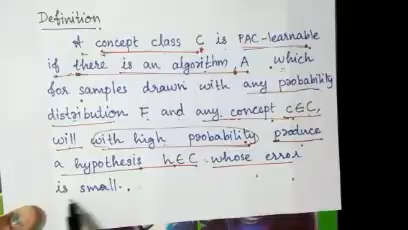 Definition
A concept class C is PAC-learnable
if there is an algorithm A which
for samples drawn with any probability
distribution F and any concept c∈C,
will with high probability produce
a hypothesis h∈C whose error
is small.